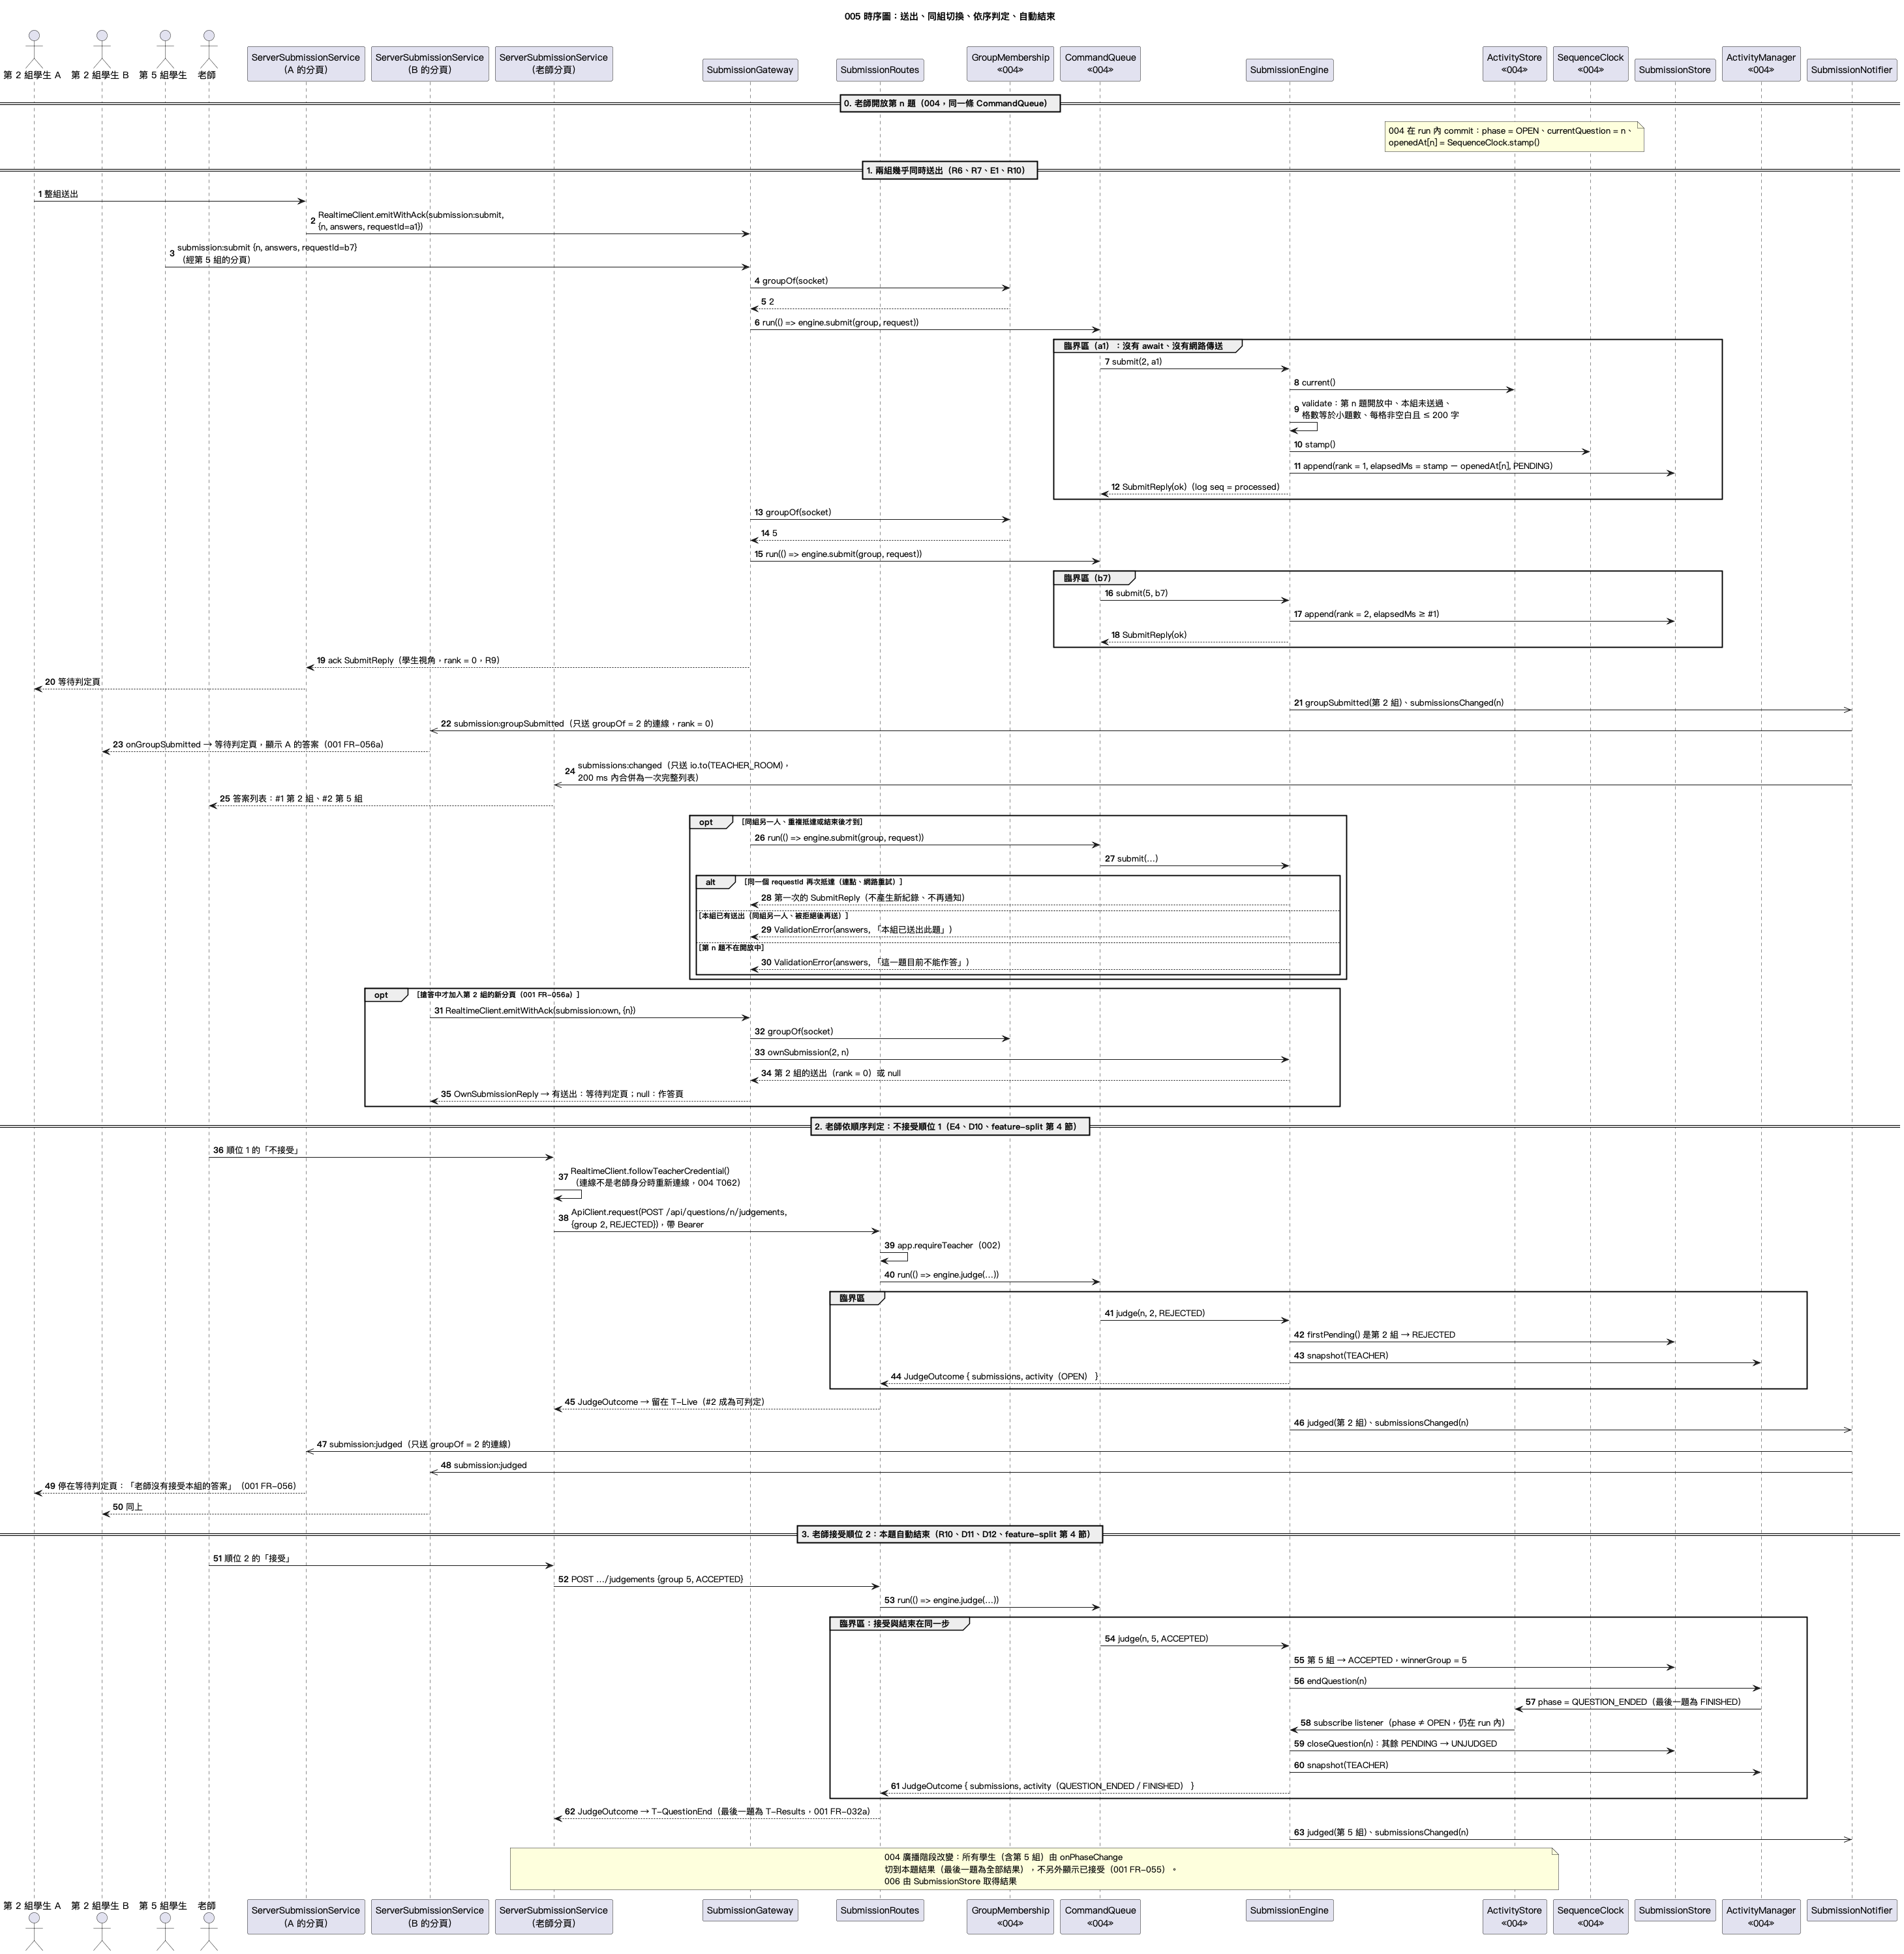 005 時序圖：送出、同組切換、依序判定、自動結束
第 2 組學生 A
第 2 組學生 B
第 5 組學生
老師
ServerSubmissionService
(A 的分頁)
ServerSubmissionService
(B 的分頁)
ServerSubmissionService
(老師分頁)
SubmissionGateway
SubmissionRoutes
GroupMembership
«004»
CommandQueue
«004»
SubmissionEngine
ActivityStore
«004»
SequenceClock
«004»
SubmissionStore
ActivityManager
«004»
SubmissionNotifier
0. 老師開放第 n 題（004，同一條 CommandQueue）
004 在 run 內 commit：phase = OPEN、currentQuestion = n、
openedAt[n] = SequenceClock.stamp()
1. 兩組幾乎同時送出（R6、R7、E1、R10）
1 整組送出
2 RealtimeClient.emitWithAck(submission:submit,
{n, answers, requestId=a1})
3 submission:submit {n, answers, requestId=b7}
（經第 5 組的分頁）
4 groupOf(socket)
5 2
6 run(() => engine.submit(group, request))
臨界區（a1）：沒有 await、沒有網路傳送
7 submit(2, a1)
8 current()
9 validate：第 n 題開放中、本組未送過、
格數等於小題數、每格非空白且 ≤ 200 字
10 stamp()
11 append(rank = 1, elapsedMs = stamp − openedAt[n], PENDING)
12 SubmitReply(ok)（log seq = processed）
13 groupOf(socket)
14 5
15 run(() => engine.submit(group, request))
臨界區（b7）
16 submit(5, b7)
17 append(rank = 2, elapsedMs ≥ #1)
18 SubmitReply(ok)
19 ack SubmitReply（學生視角，rank = 0，R9）
20 等待判定頁
21 groupSubmitted(第 2 組)、submissionsChanged(n)
22 submission:groupSubmitted（只送 groupOf = 2 的連線，rank = 0）
23 onGroupSubmitted → 等待判定頁，顯示 A 的答案（001 FR-056a）
24 submissions:changed（只送 io.to(TEACHER_ROOM)，
200 ms 內合併為一次完整列表）
25 答案列表：#1 第 2 組、#2 第 5 組
opt [同組另一人、重複抵達或結束後才到]
26 run(() => engine.submit(group, request))
27 submit(…)
alt [同一個 requestId 再次抵達（連點、網路重試）]
28 第一次的 SubmitReply（不產生新紀錄、不再通知）
[本組已有送出（同組另一人、被拒絕後再送）]
29 ValidationError(answers, 「本組已送出此題」)
[第 n 題不在開放中]
30 ValidationError(answers, 「這一題目前不能作答」)
opt [搶答中才加入第 2 組的新分頁（001 FR-056a）]
31 RealtimeClient.emitWithAck(submission:own, {n})
32 groupOf(socket)
33 ownSubmission(2, n)
34 第 2 組的送出（rank = 0）或 null
35 OwnSubmissionReply → 有送出：等待判定頁；null：作答頁
2. 老師依順序判定：不接受順位 1（E4、D10、feature-split 第 4 節）
36 順位 1 的「不接受」
37 RealtimeClient.followTeacherCredential()
（連線不是老師身分時重新連線，004 T062）
38 ApiClient.request(POST /api/questions/n/judgements,
{group 2, REJECTED})，帶 Bearer
39 app.requireTeacher（002）
40 run(() => engine.judge(…))
臨界區
41 judge(n, 2, REJECTED)
42 firstPending() 是第 2 組 → REJECTED
43 snapshot(TEACHER)
44 JudgeOutcome { submissions, activity（OPEN） }
45 JudgeOutcome → 留在 T-Live（#2 成為可判定）
46 judged(第 2 組)、submissionsChanged(n)
47 submission:judged（只送 groupOf = 2 的連線）
48 submission:judged
49 停在等待判定頁：「老師沒有接受本組的答案」（001 FR-056）
50 同上
3. 老師接受順位 2：本題自動結束（R10、D11、D12、feature-split 第 4 節）
51 順位 2 的「接受」
52 POST …/judgements {group 5, ACCEPTED}
53 run(() => engine.judge(…))
臨界區：接受與結束在同一步
54 judge(n, 5, ACCEPTED)
55 第 5 組 → ACCEPTED，winnerGroup = 5
56 endQuestion(n)
57 phase = QUESTION_ENDED（最後一題為 FINISHED）
58 subscribe listener（phase ≠ OPEN，仍在 run 內）
59 closeQuestion(n)：其餘 PENDING → UNJUDGED
60 snapshot(TEACHER)
61 JudgeOutcome { submissions, activity（QUESTION_ENDED / FINISHED） }
62 JudgeOutcome → T-QuestionEnd（最後一題為 T-Results，001 FR-032a）
63 judged(第 5 組)、submissionsChanged(n)
004 廣播階段改變：所有學生（含第 5 組）由 onPhaseChange
切到本題結果（最後一題為全部結果），不另外顯示已接受（001 FR-055）。
006 由 SubmissionStore 取得結果
第 2 組學生 A
第 2 組學生 B
第 5 組學生
老師
ServerSubmissionService
(A 的分頁)
ServerSubmissionService
(B 的分頁)
ServerSubmissionService
(老師分頁)
SubmissionGateway
SubmissionRoutes
GroupMembership
«004»
CommandQueue
«004»
SubmissionEngine
ActivityStore
«004»
SequenceClock
«004»
SubmissionStore
ActivityManager
«004»
SubmissionNotifier